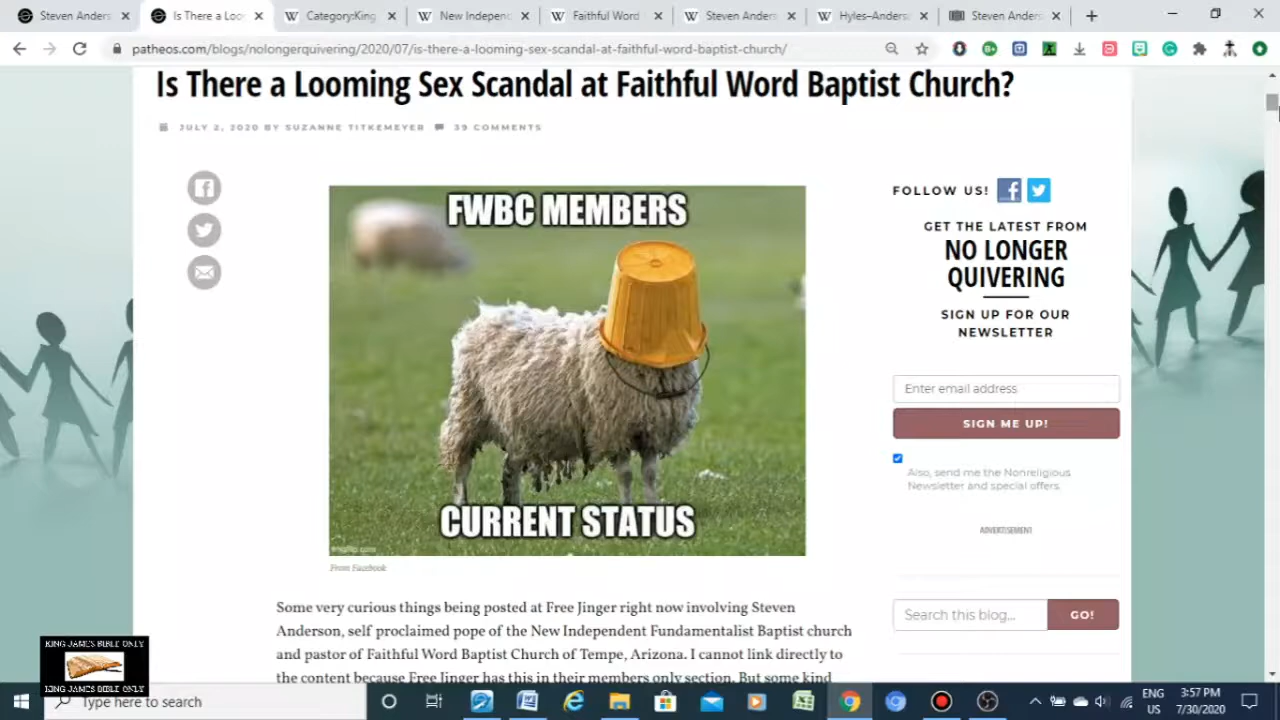 Steven Anders
Is There a Loo
Category:King
New Independ
Faithful Word
Steven Anders
Hyles–Anders
Steven Anders
patheos.com/blogs/nolongerquivering/2020/07/is-there-a-looming-sex-scandal-at-faithful-word-baptist-church/
Is There a Looming Sex Scandal at Faithful Word Baptist Church?
JULY 2, 2020 BY SUZANNE TITKEMEYER 39 COMMENTS
FWBC MEMBERS
CURRENT STATUS
imgflip.com
From Facebook
FOLLOW US!
GET THE LATEST FROM
NO LONGER
QUIVERING
SIGN UP FOR OUR
NEWSLETTER
Enter email address
SIGN ME UP!
Also, send me the Nonreligious
Newsletter and special offers.
ADVERTISEMENT
Search this blog... GO!
Some very curious things being posted at Free Jinger right now involving Steven
Anderson, self proclaimed pope of the New Independent Fundamentalist Baptist church
and pastor of Faithful Word Baptist Church of Tempe, Arizona. I cannot link directly to
the content because Free Jinger has this in their members only section. But some kind
KING JAMES BIBLE ONLY
KING JAMES BIBLE ONLY
Type here to search
ENG
US
3:57 PM
7/30/2020